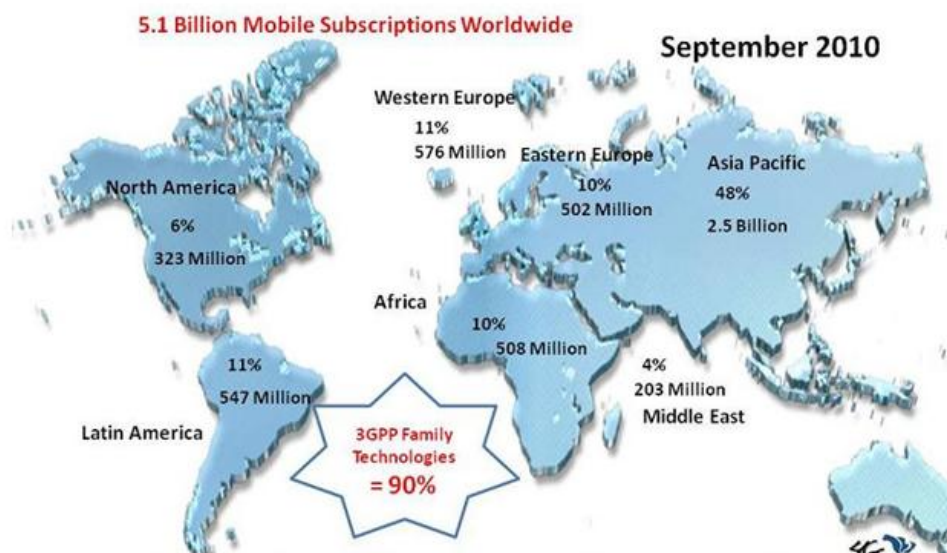 5.1 Billion Mobile Subscriptions Worldwide
September 2010
Western Europe
11%
576 Million
Eastern Europe
10%
502 Million
Asia Pacific
48%
2.5 Billion
North America
6%
323 Million
Africa
10%
508 Million
4%
203 Million
Middle East
11%
547 Million
Latin America
3GPP Family
Technologies
= 90%